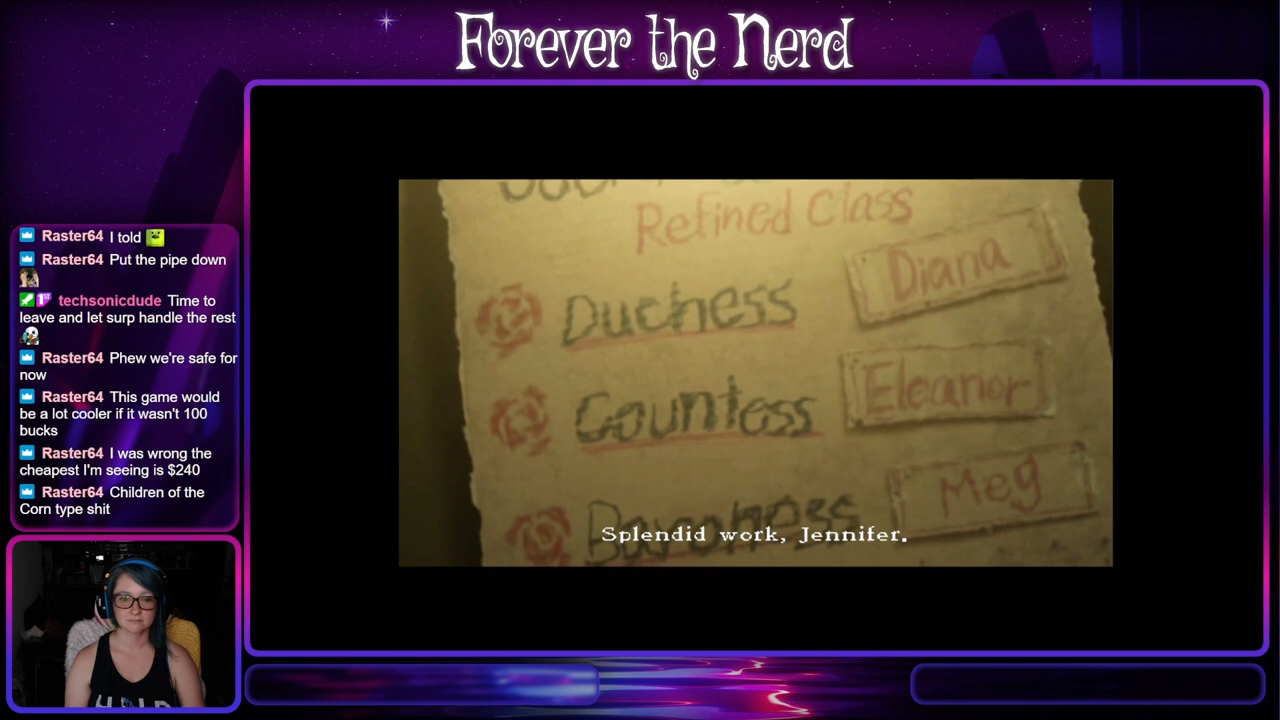 Forever the Nerd
Raster64 I told
Raster64 Put the pipe down
techsonicdude Time to
leave and let surp handle the rest
Raster64 Phew we're safe for
now
Raster64 This game would
be a lot cooler if it wasn't 100
bucks
Raster64 I was wrong the
cheapest I'm seeing is $240
Raster64 Children of the
Corn type shit
Refined Class
Duchess Diana
Countess Eleanor
Meg
Splendid work, Jennifer.